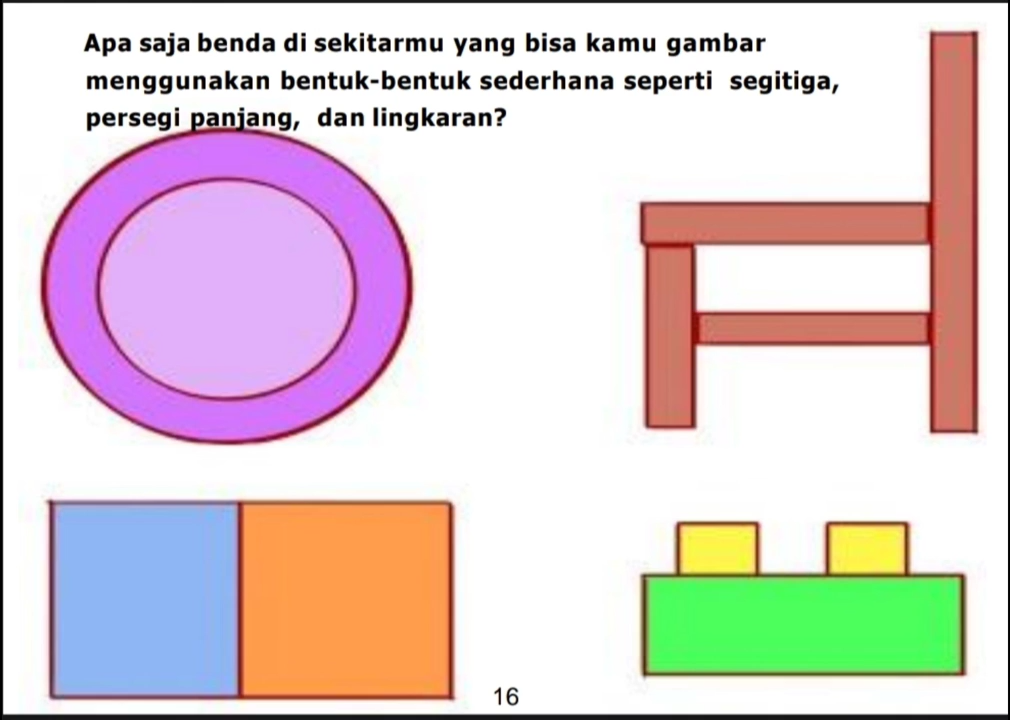 Apa saja benda di sekitarmu yang bisa kamu gambar
menggunakan bentuk-bentuk sederhana seperti segitiga,
persegi panjang, dan lingkaran?
16